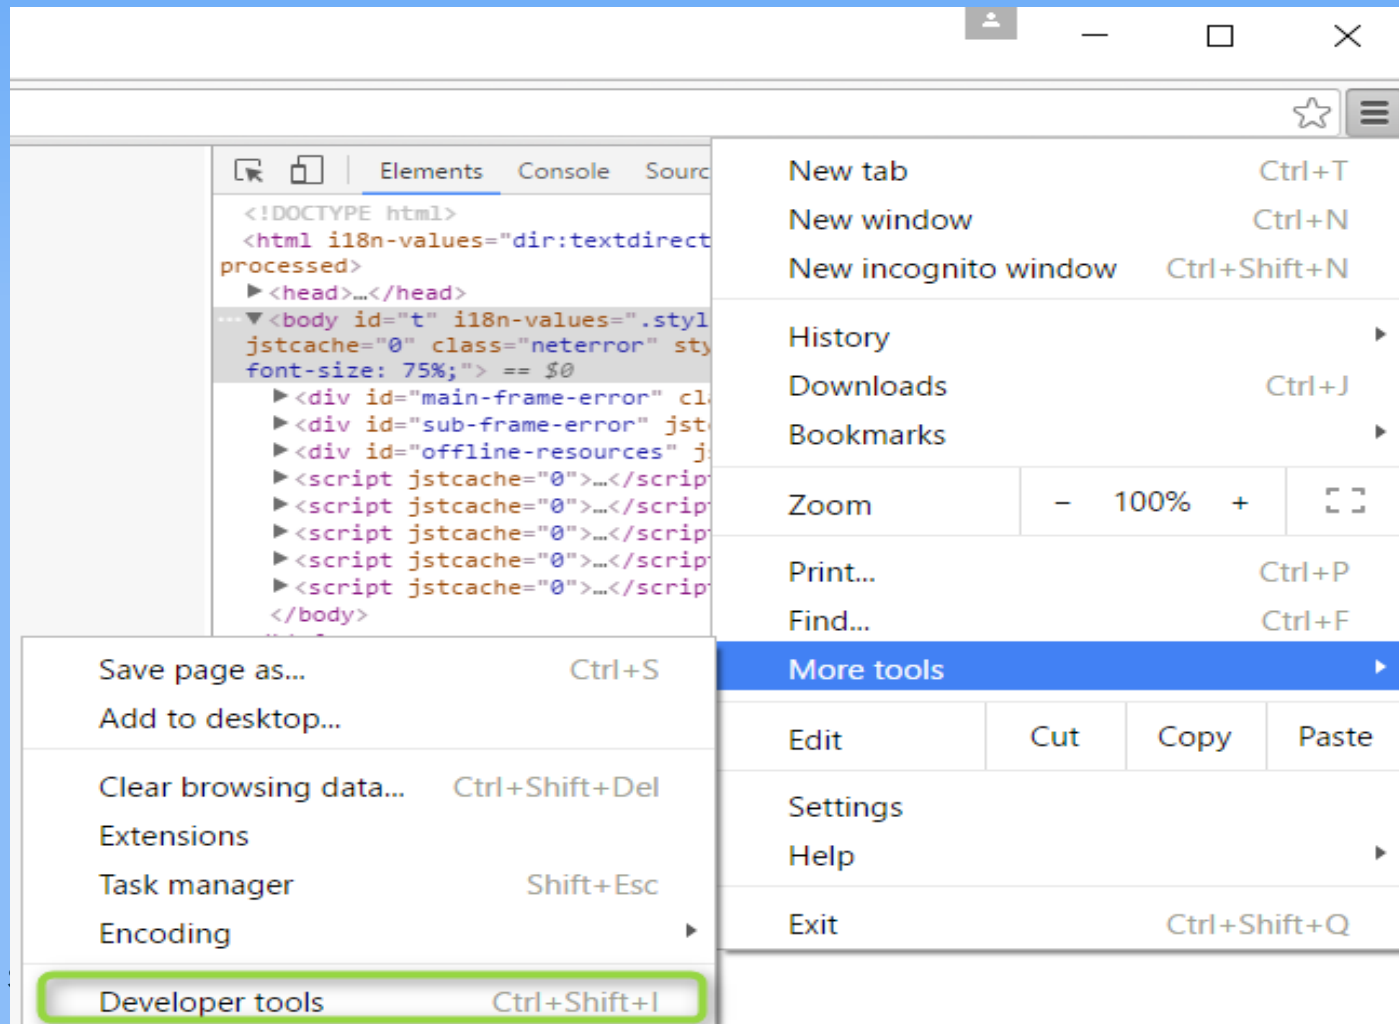 Elements Console Sourc
<!DOCTYPE html>
<html i18n-values="dir:textdirect
processed>
<head>…</head>
<body id="t" i18n-values=".styl
jstcache="0" class="neterror" sty
font-size: 75%;"> == $0
<div id="main-frame-error" cl
<div id="sub-frame-error" jst
<div id="offline-resources" j
<script jstcache="0">…</scrip
<script jstcache="0">…</scrip
<script jstcache="0">…</scrip
<script jstcache="0">…</scrip
<script jstcache="0">…</scrip
</body>
New tab Ctrl+T
New window Ctrl+N
New incognito window Ctrl+Shift+N
History
Downloads Ctrl+J
Bookmarks
Zoom − 100% +
Print... Ctrl+P
Find... Ctrl+F
More tools
Edit Cut Copy Paste
Settings
Help
Exit Ctrl+Shift+Q
Save page as... Ctrl+S
Add to desktop...
Clear browsing data... Ctrl+Shift+Del
Extensions
Task manager Shift+Esc
Encoding
Developer tools Ctrl+Shift+I